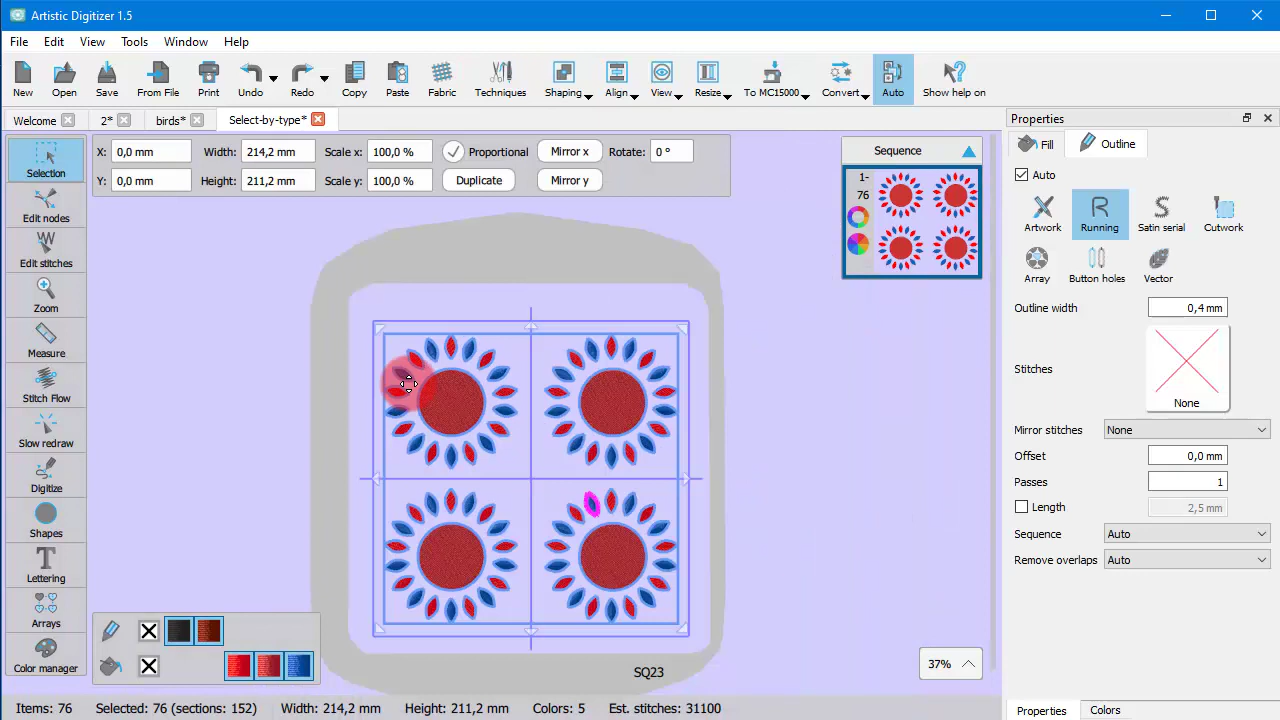 Artistic Digitizer 1.5
File Edit View Tools Window Help
New Open Save From File Print Undo Redo Copy Paste Fabric Techniques Shaping Align View Resize To MC15000 Convert Auto Show help on
Welcome 2* birds* Select-by-type*
Properties
Selection
Edit nodes
Edit stitches
Zoom
Measure
Stitch Flow
Slow redraw
Digitize
Shapes
Lettering
Arrays
Color manager
X: 0,0 mm Width: 214,2 mm Scale x: 100,0 % Proportional Mirror x Rotate: 0 °
Y: 0,0 mm Height: 211,2 mm Scale y: 100,0 % Duplicate Mirror y
Sequence
1-
76
SQ23
37%
Fill Outline
Auto
Artwork Running Satin serial Cutwork
Array Button holes Vector
Outline width 0,4 mm
Stitches None
Mirror stitches None
Offset 0,0 mm
Passes 1
Length 2,5 mm
Sequence Auto
Remove overlaps Auto
Items: 76 Selected: 76 (sections: 152) Width: 214,2 mm Height: 211,2 mm Colors: 5 Est. stitches: 31100
Properties Colors